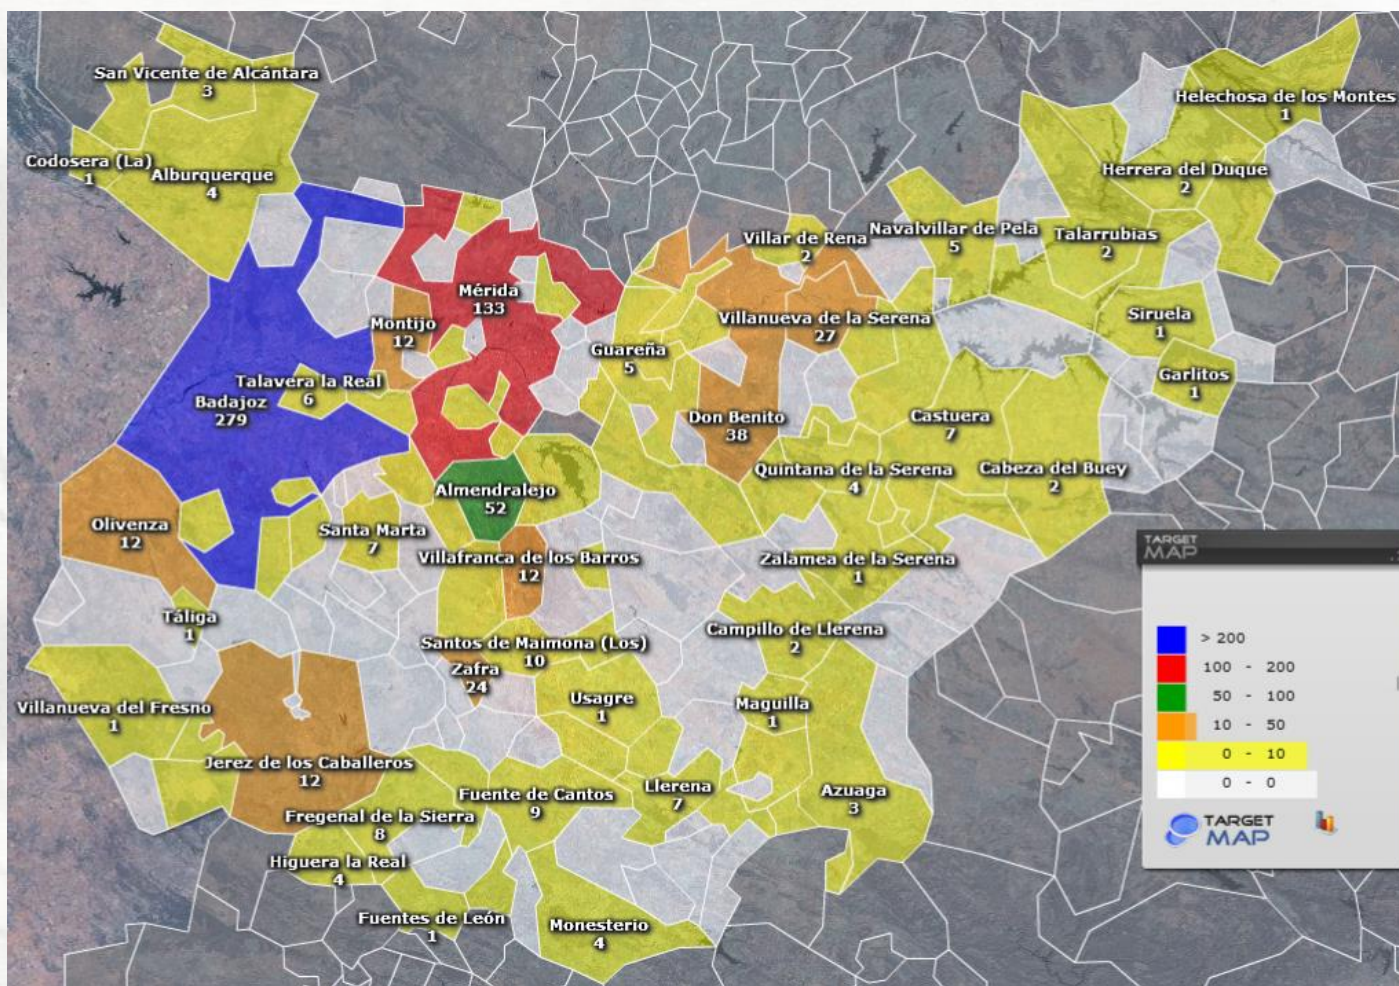 San Vicente de Alcántara
3
Helechosa de los Montes
1
Codosera (La)
1
Alburquerque
4
Herrera del Duque
2
Villar de Rena
2
Navalvillar de Pela
5
Talarrubias
2
Mérida
133
Montijo
12
Villanueva de la Serena
27
Siruela
1
Guareña
5
Talavera la Real
6
Garlitos
1
Badajoz
279
Don Benito
38
Castuera
7
Quintana de la Serena
4
Cabeza del Buey
2
Almendralejo
52
Olivenza
12
Santa Marta
7
Villafranca de los Barros
12
Zalamea de la Serena
1
Táliga
1
Santos de Maimona (Los)
10
Campillo de Llerena
2
Zafra
24
Usagre
1
Maguilla
1
Villanueva del Fresno
1
Jerez de los Caballeros
12
Fuente de Cantos
9
Llerena
7
Azuaga
3
Fregenal de la Sierra
8
Higuera la Real
4
Fuentes de León
1
Monesterio
4
TARGET
MAP
> 200
100 - 200
50 - 100
10 - 50
0 - 10
0 - 0
TARGET
MAP